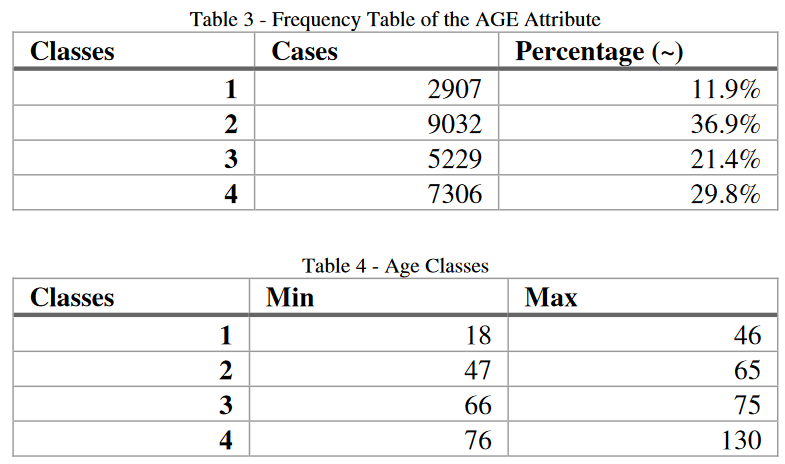 Table 3 - Frequency Table of the AGE Attribute
Classes Cases Percentage (~)
1 2907 11.9%
2 9032 36.9%
3 5229 21.4%
4 7306 29.8%
Table 4 - Age Classes
Classes Min Max
1 18 46
2 47 65
3 66 75
4 76 130